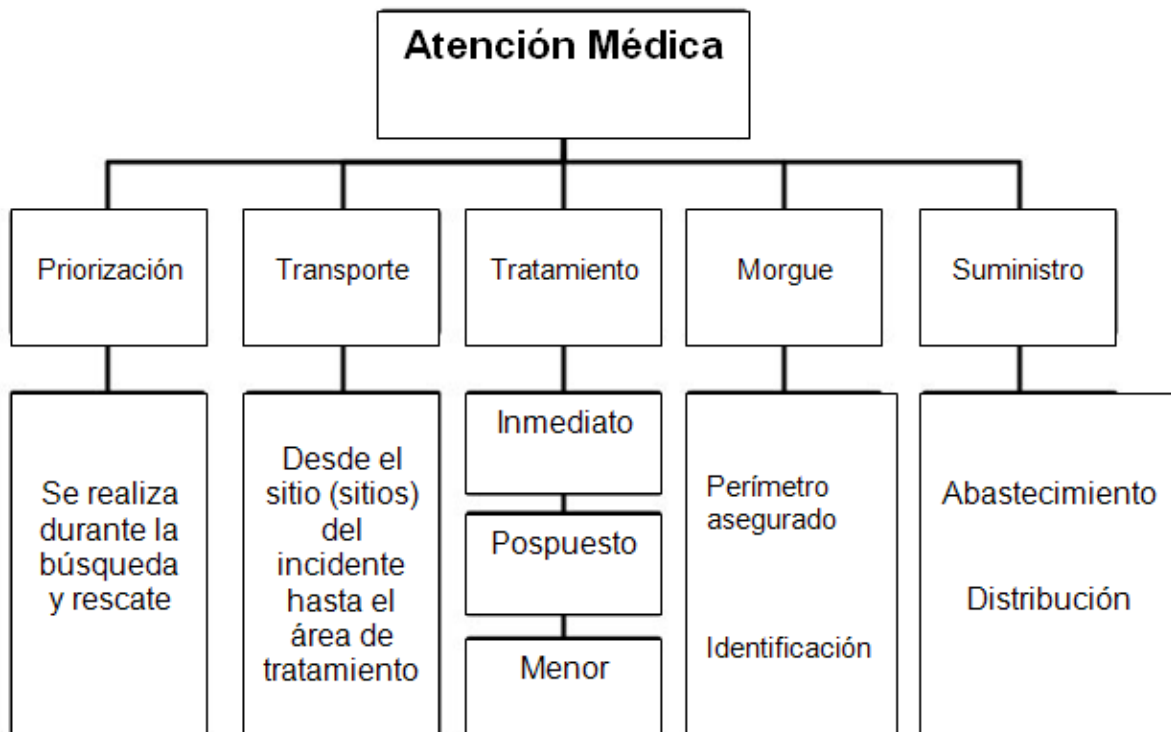 Atención Médica
Priorización
Transporte
Tratamiento
Morgue
Suministro
Se realiza
durante la
búsqueda
y rescate
Desde el
sitio (sitios)
del
incidente
hasta el
área de
tratamiento
Inmediato
Pospuesto
Menor
Perímetro
asegurado
Identificación
Abastecimiento
Distribución